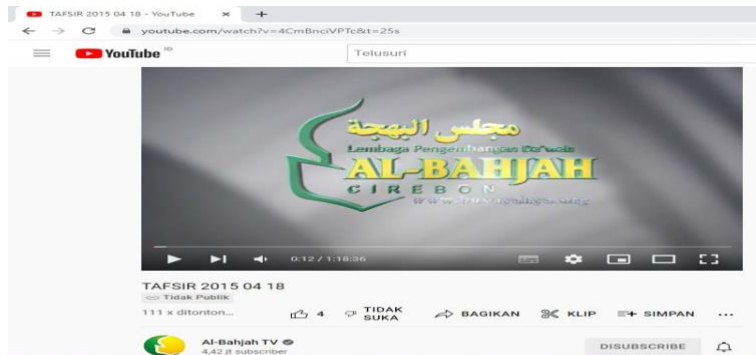 TAFSIR 2015 04 18 - YouTube
youtube.com/watch?v=4CmBnciVPTc&t=25s
YouTube ID
Telusuri
مجلس البهجة
Lembaga Pengembangan Da'wah
AL-BAHJAH
CIREBON
0:12 / 1:18:36
TAFSIR 2015 04 18
Tidak Publik
111 x ditonton...
4
TIDAK SUKA
BAGIKAN
KLIP
SIMPAN
Al-Bahjah TV
4,42 jt subscriber
DISUBSCRIBE